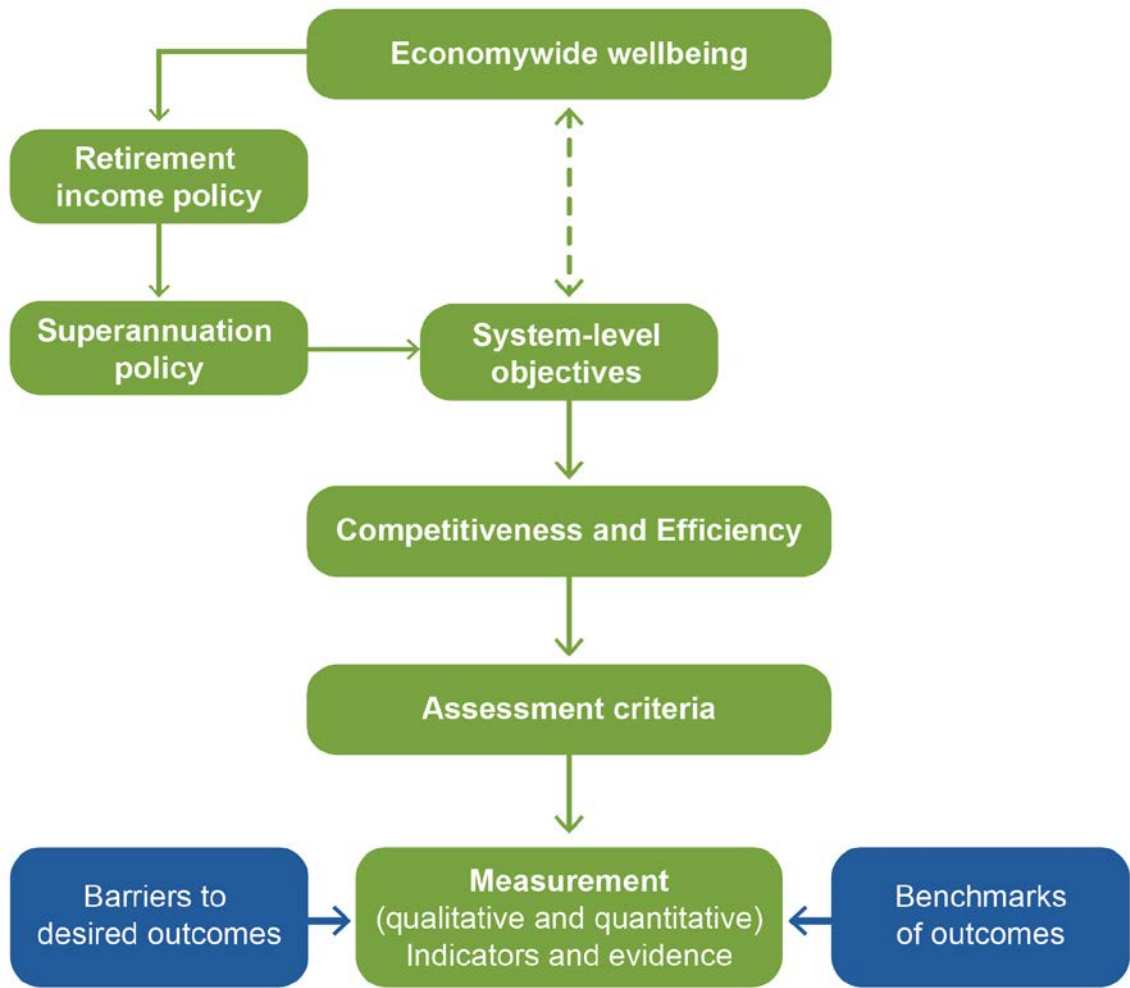 Economywide wellbeing
Retirement
income policy
Superannuation
policy
System-level
objectives
Competitiveness and Efficiency
Assessment criteria
Barriers to
desired outcomes
Measurement
(qualitative and quantitative)
Indicators and evidence
Benchmarks
of outcomes